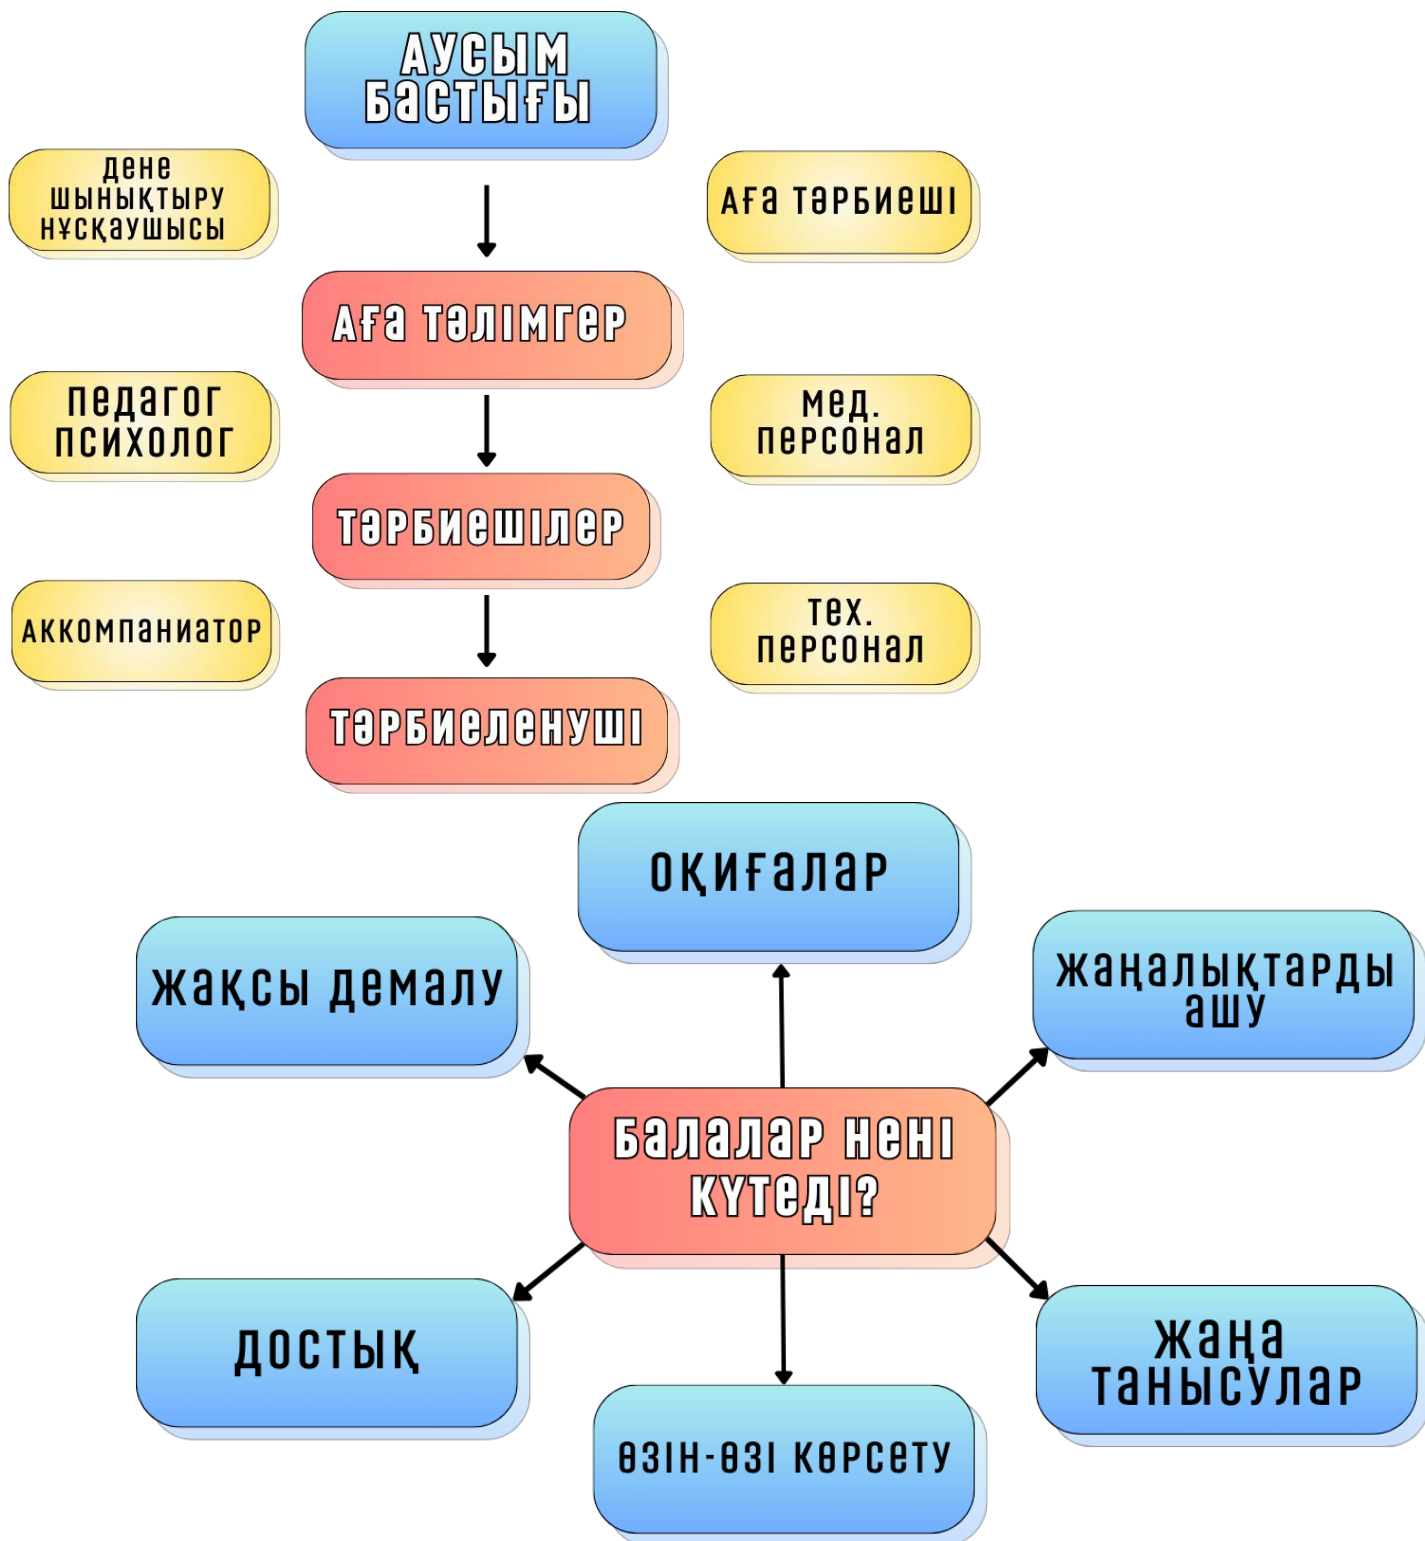 АУСЫМ
БАСТЫҒЫ
ДЕНЕ
ШЫНЫҚТЫРУ
НҰСҚАУШЫСЫ
АҒА ТӘРБИЕШІ
АҒА ТӘЛІМГЕР
ПЕДАГОГ
ПСИХОЛОГ
МЕД.
ПЕРСОНАЛ
ТӘРБИЕШІЛЕР
АККОМПАНИАТОР
ТЕХ.
ПЕРСОНАЛ
ТӘРБИЕЛЕНУШІ
ОҚИҒАЛАР
ЖАҚСЫ ДЕМАЛУ
ЖАҢАЛЫҚТАРДЫ
АШУ
БАЛАЛАР НЕНІ
КҮТЕДІ?
ДОСТЫҚ
ЖАҢА
ТАНЫСУЛАР
ӨЗІН-ӨЗІ КӨРСЕТУ